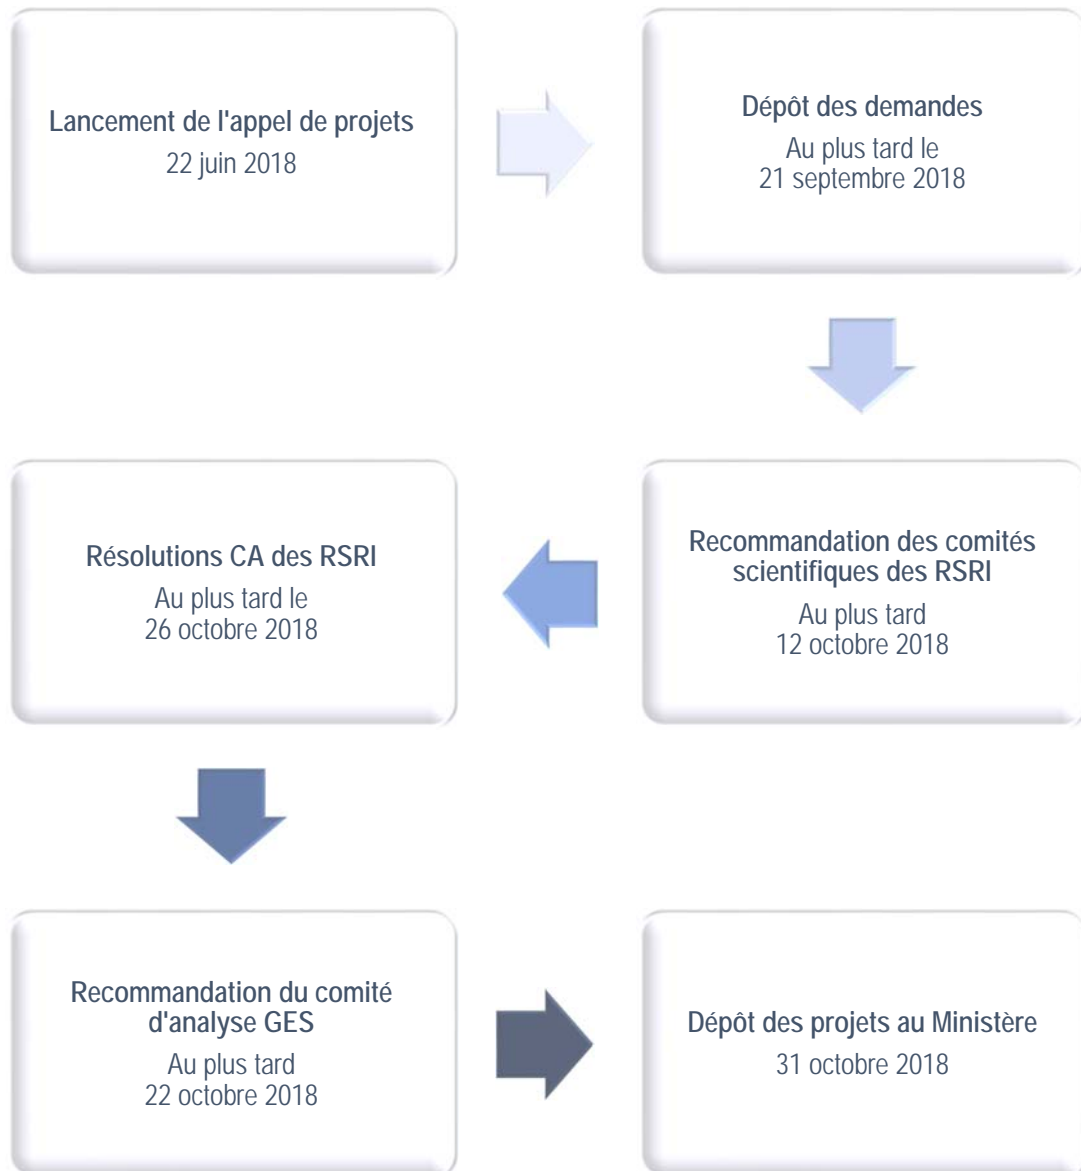 Lancement de l'appel de projets
22 juin 2018
Dépôt des demandes
Au plus tard le
21 septembre 2018
Recommandation des comités
scientifiques des RSRI
Au plus tard
12 octobre 2018
Résolutions CA des RSRI
Au plus tard le
26 octobre 2018
Recommandation du comité
d'analyse GES
Au plus tard
22 octobre 2018
Dépôt des projets au Ministère
31 octobre 2018